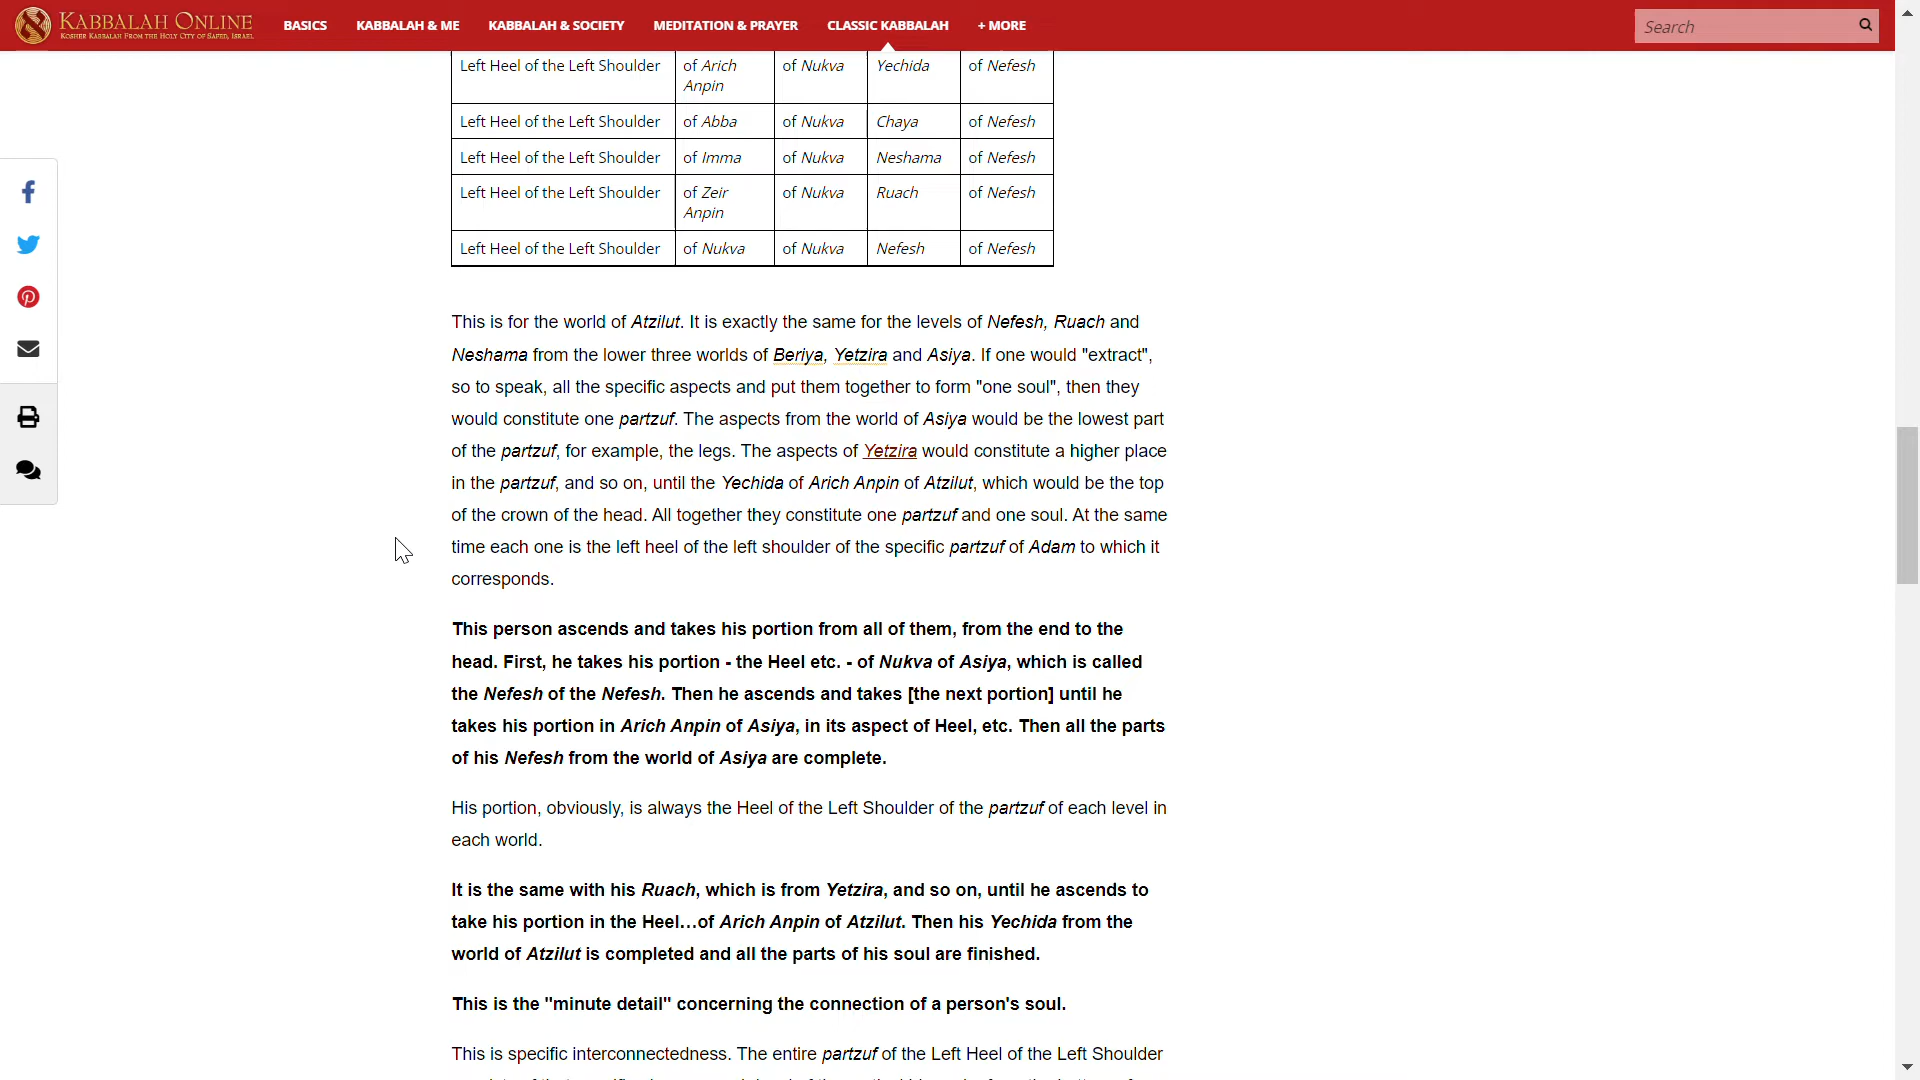 KABBALAH ONLINE
KOSHER KABBALAH FROM THE HOLY CITY OF SAFED, ISRAEL
BASICS
KABBALAH & ME
KABBALAH & SOCIETY
MEDITATION & PRAYER
CLASSIC KABBALAH
+ MORE
Search
Left Heel of the Left Shoulder of Arich Anpin of Nukva Yechida of Nefesh
Left Heel of the Left Shoulder of Abba of Nukva Chaya of Nefesh
Left Heel of the Left Shoulder of Imma of Nukva Neshama of Nefesh
Left Heel of the Left Shoulder of Zeir Anpin of Nukva Ruach of Nefesh
Left Heel of the Left Shoulder of Nukva of Nukva Nefesh of Nefesh
This is for the world of Atzilut. It is exactly the same for the levels of Nefesh, Ruach and
Neshama from the lower three worlds of Beriya, Yetzira and Asiya. If one would "extract",
so to speak, all the specific aspects and put them together to form "one soul", then they
would constitute one partzuf. The aspects from the world of Asiya would be the lowest part
of the partzuf, for example, the legs. The aspects of Yetzira would constitute a higher place
in the partzuf, and so on, until the Yechida of Arich Anpin of Atzilut, which would be the top
of the crown of the head. All together they constitute one partzuf and one soul. At the same
time each one is the left heel of the left shoulder of the specific partzuf of Adam to which it
corresponds.
This person ascends and takes his portion from all of them, from the end to the
head. First, he takes his portion - the Heel etc. - of Nukva of Asiya, which is called
the Nefesh of the Nefesh. Then he ascends and takes [the next portion] until he
takes his portion in Arich Anpin of Asiya, in its aspect of Heel, etc. Then all the parts
of his Nefesh from the world of Asiya are complete.
His portion, obviously, is always the Heel of the Left Shoulder of the partzuf of each level in
each world.
It is the same with his Ruach, which is from Yetzira, and so on, until he ascends to
take his portion in the Heel…of Arich Anpin of Atzilut. Then his Yechida from the
world of Atzilut is completed and all the parts of his soul are finished.
This is the "minute detail" concerning the connection of a person's soul.
This is specific interconnectedness. The entire partzuf of the Left Heel of the Left Shoulder